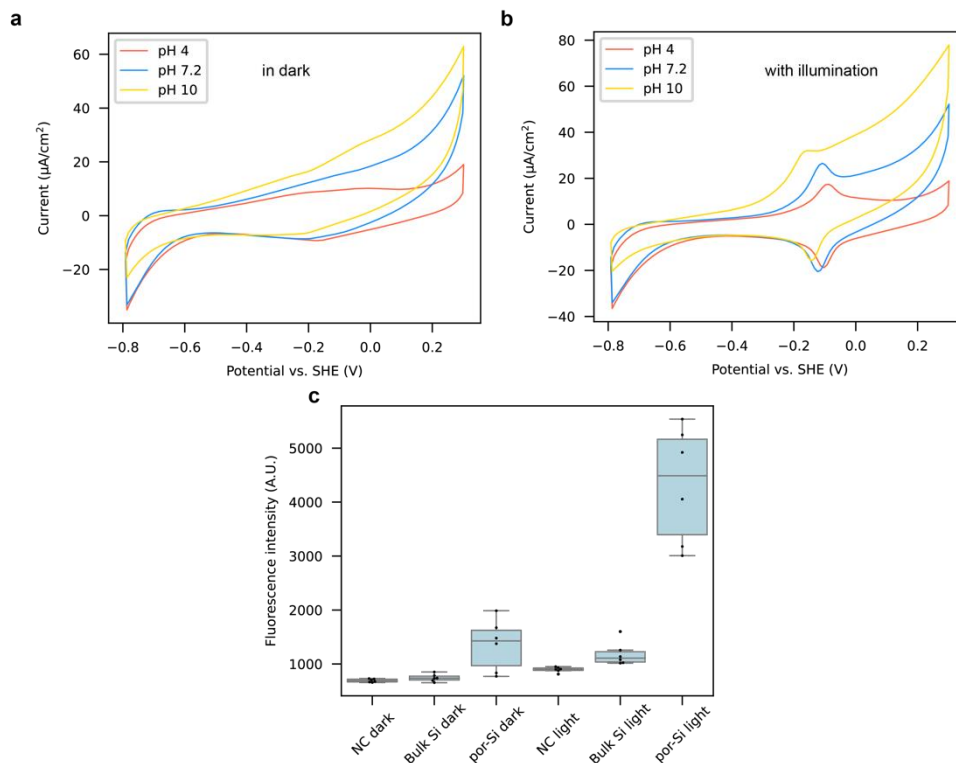 a
pH 4
pH 7.2
pH 10
in dark
60
40
20
0
−20
Current (μA/cm²)
−0.8 −0.6 −0.4 −0.2 0.0 0.2
Potential vs. SHE (V)
b
pH 4
pH 7.2
pH 10
with illumination
80
60
40
20
0
−20
−40
Current (μA/cm²)
−0.8 −0.6 −0.4 −0.2 0.0 0.2
Potential vs. SHE (V)
c
5000
4000
3000
2000
1000
Fluorescence intensity (A.U.)
NC dark
Bulk Si dark
por-Si dark
NC light
Bulk Si light
por-Si light